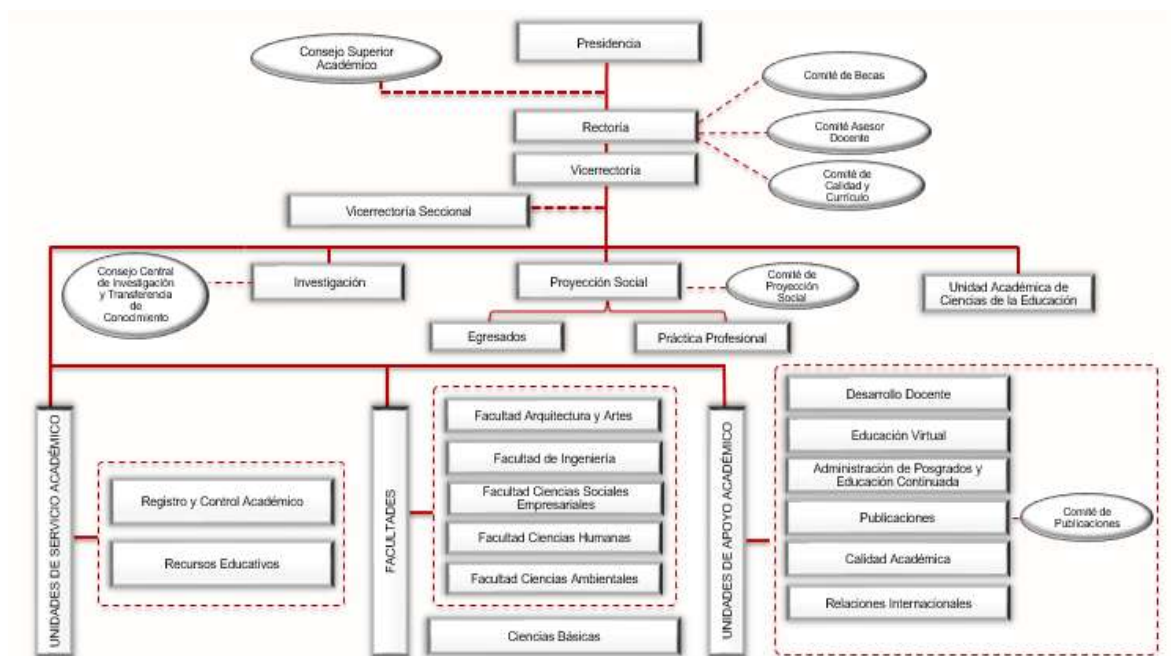 Presidencia
Consejo Superior
Académico
Comité de Becas
Rectoría
Comité Asesor
Docente
Vicerrectoría
Comité de
Calidad y
Currículo
Vicerrectoría Seccional
Consejo Central
de Investigación
y Transferencia
de
Conocimiento
Investigación
Proyección Social
Comité de
Proyección
Social
Unidad Académica de
Ciencias de la Educación
Egresados
Práctica Profesional
UNIDADES DE SERVICIO ACADÉMICO
Registro y Control Académico
Recursos Educativos
FACULTADES
Facultad Arquitectura y Artes
Facultad de Ingeniería
Facultad Ciencias Sociales
Empresariales
Facultad Ciencias Humanas
Facultad Ciencias Ambientales
Ciencias Básicas
UNIDADES DE APOYO ACADÉMICO
Desarrollo Docente
Educación Virtual
Administración de Posgrados y
Educación Continuada
Publicaciones
Comité de
Publicaciones
Calidad Académica
Relaciones Internacionales